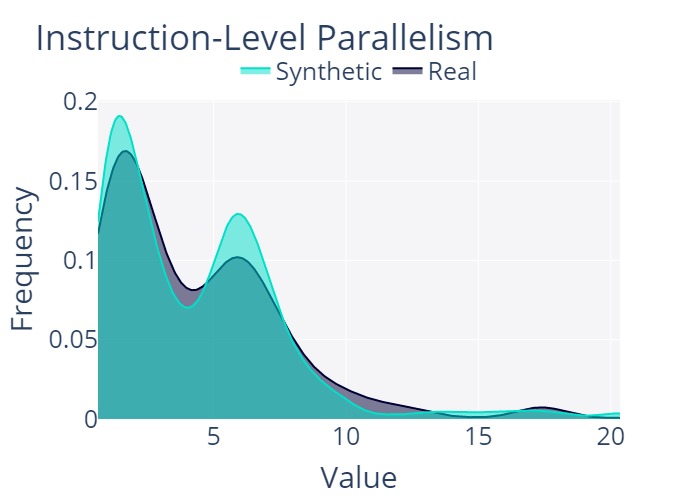 Instruction-Level Parallelism
Synthetic Real
0.2
0.15
0.1
0.05
0
Frequency
5 10 15 20
Value